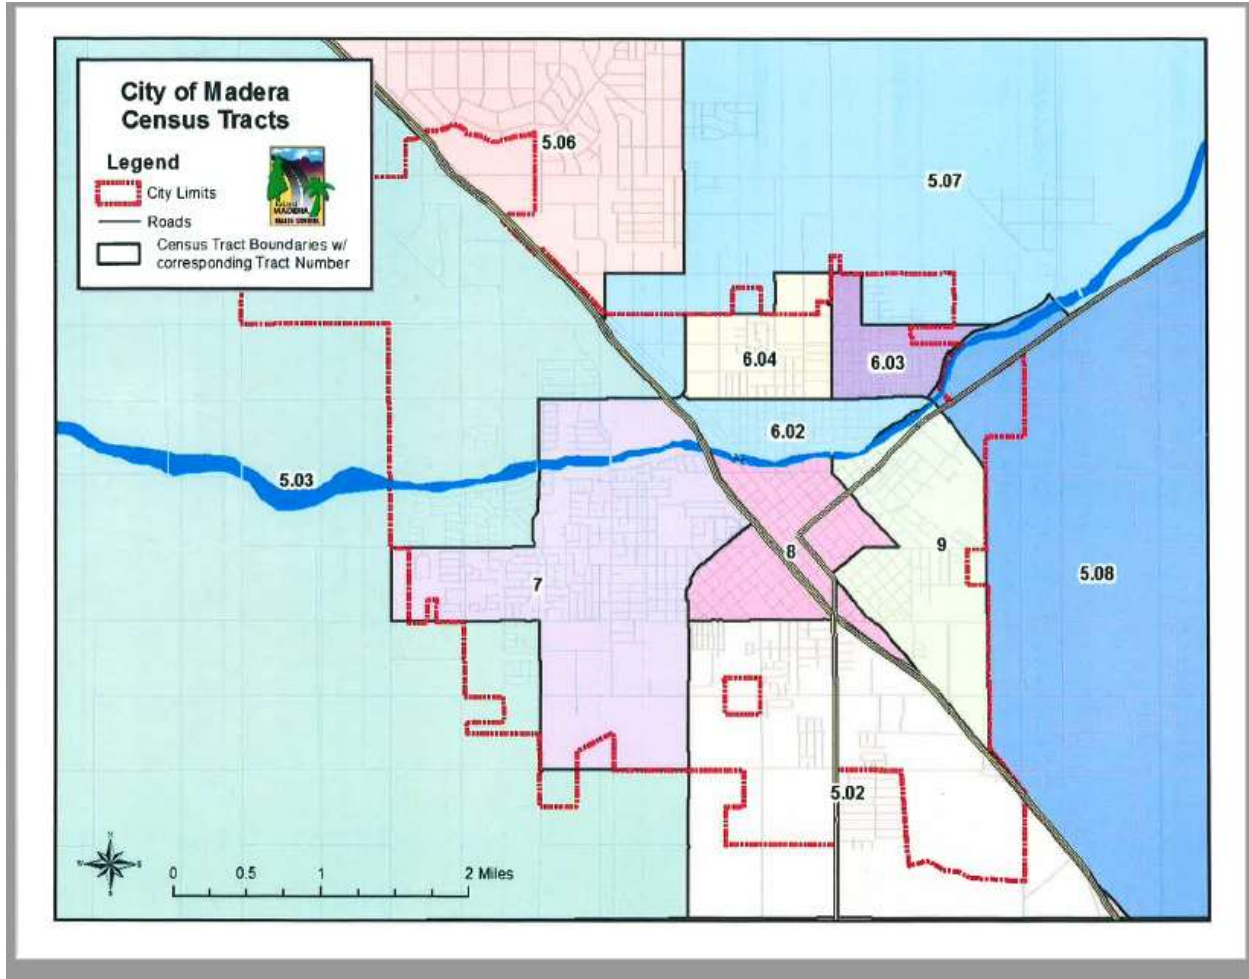 City of Madera
Census Tracts
Legend
City Limits
Roads
Census Tract Boundaries w/
corresponding Tract Number
MADERA
5.06
5.07
6.04
6.03
6.02
5.03
8
9
7
5.08
5.02
N
W
E
S
0 0.5 1 2 Miles